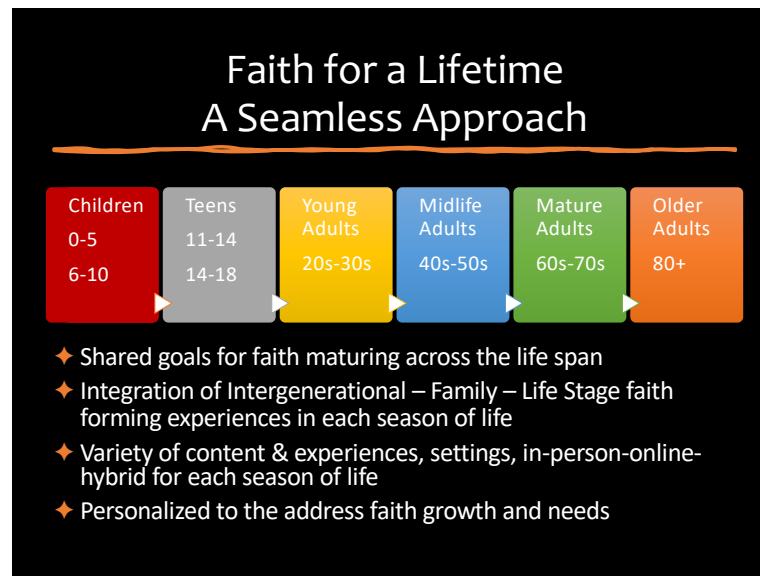 Faith for a Lifetime
A Seamless Approach
Children
0-5
6-10
Teens
11-14
14-18
Young
Adults
20s-30s
Midlife
Adults
40s-50s
Mature
Adults
60s-70s
Older
Adults
80+
Shared goals for faith maturing across the life span
Integration of Intergenerational – Family – Life Stage faith
forming experiences in each season of life
Variety of content & experiences, settings, in-person-online-
hybrid for each season of life
Personalized to the address faith growth and needs